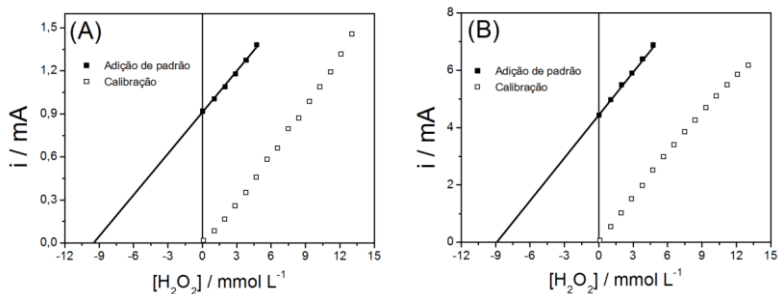 (A)
Adição de padrão
Calibração
i / mA
1,5
1,2
0,9
0,6
0,3
0,0
-12 -9 -6 -3 0 3 6 9 12 15
[H₂O₂] / mmol L⁻¹
(B)
Adição de padrão
Calibração
i / mA
8
6
4
2
0
-12 -9 -6 -3 0 3 6 9 12 15
[H₂O₂] / mmol L⁻¹